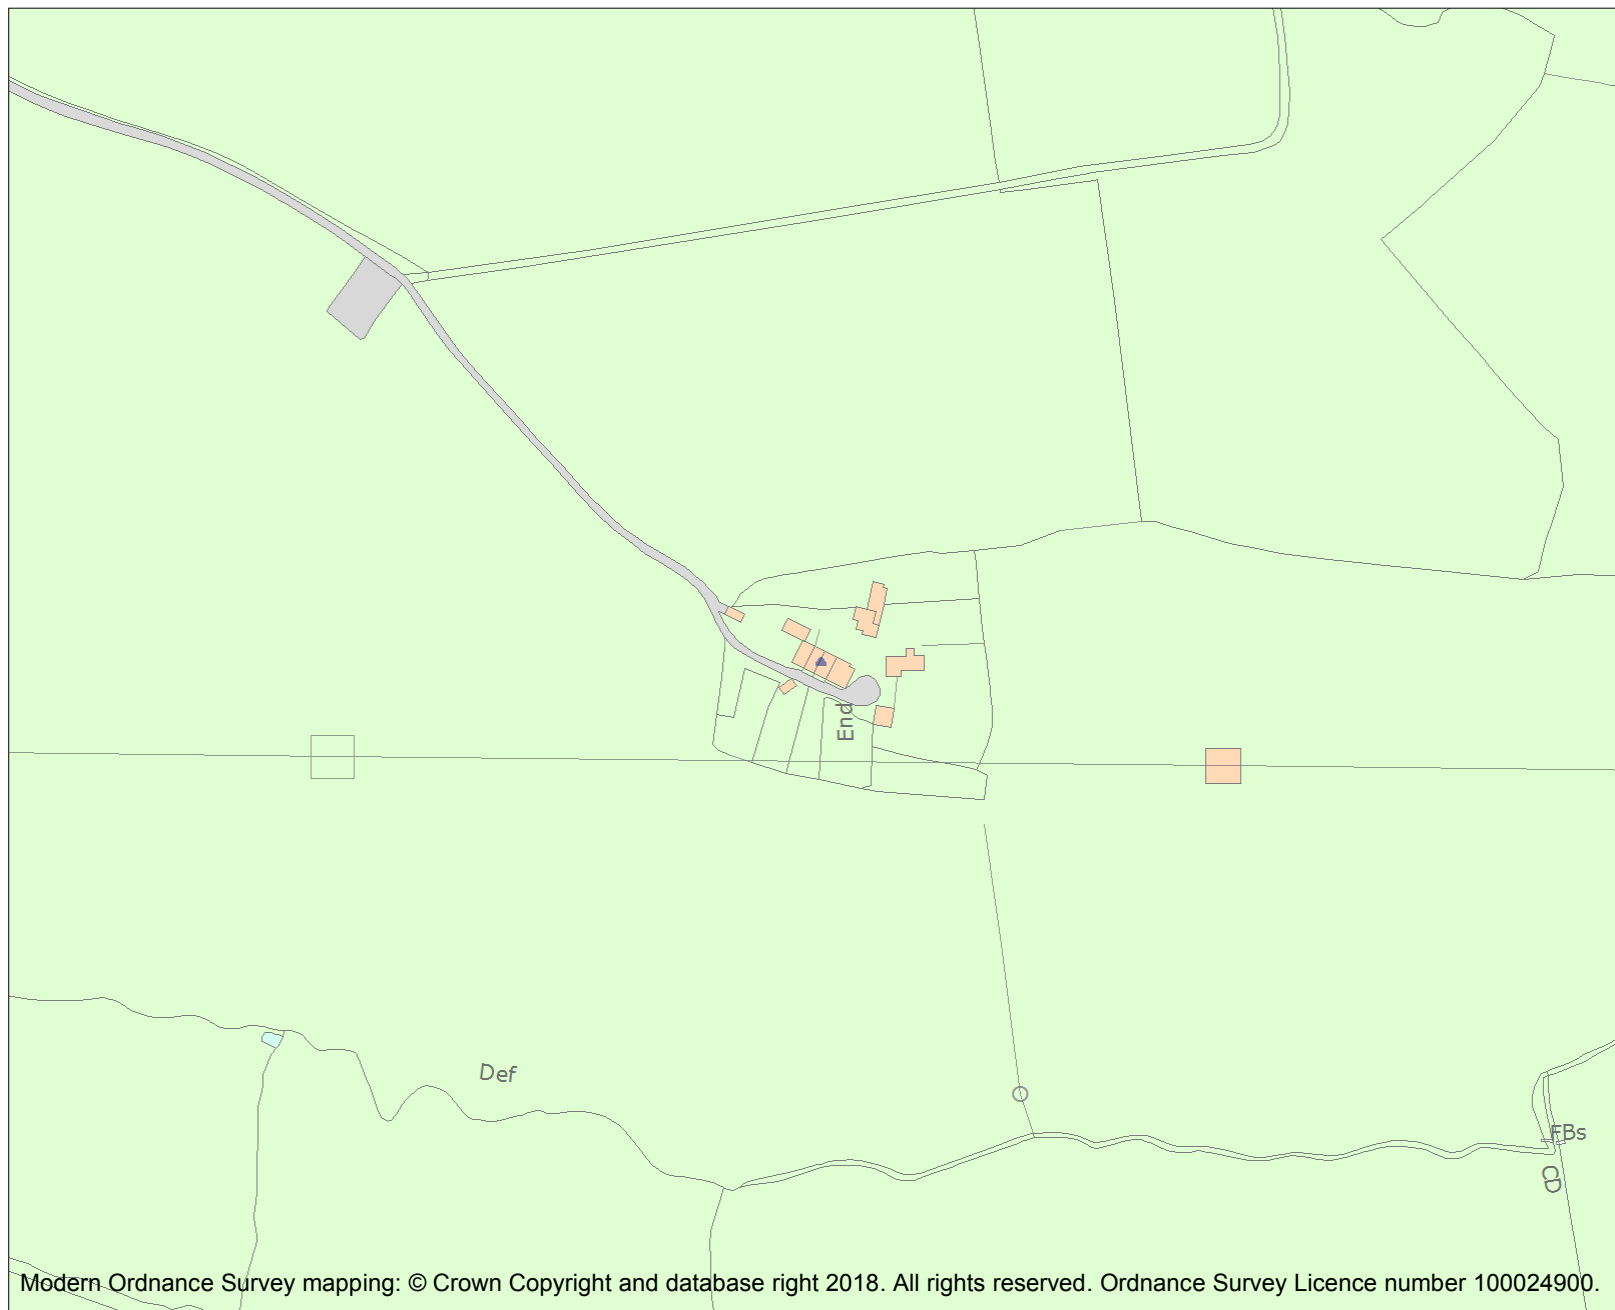 End
Def
FBs
CD
Modern Ordnance Survey mapping: © Crown Copyright and database right 2018. All rights reserved. Ordnance Survey Licence number 100024900.